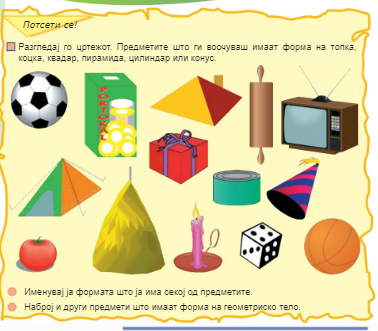 Потсети се!
Разгледај го цртежот. Предметите што ги воочуваш имаат форма на топка,
коцка, квадар, пирамида, цилиндар или конус.
PORTOKAL
Именувај ја формата што ја има секој од предметите.
Наброј и други предмети што имаат форма на геометриско тело.